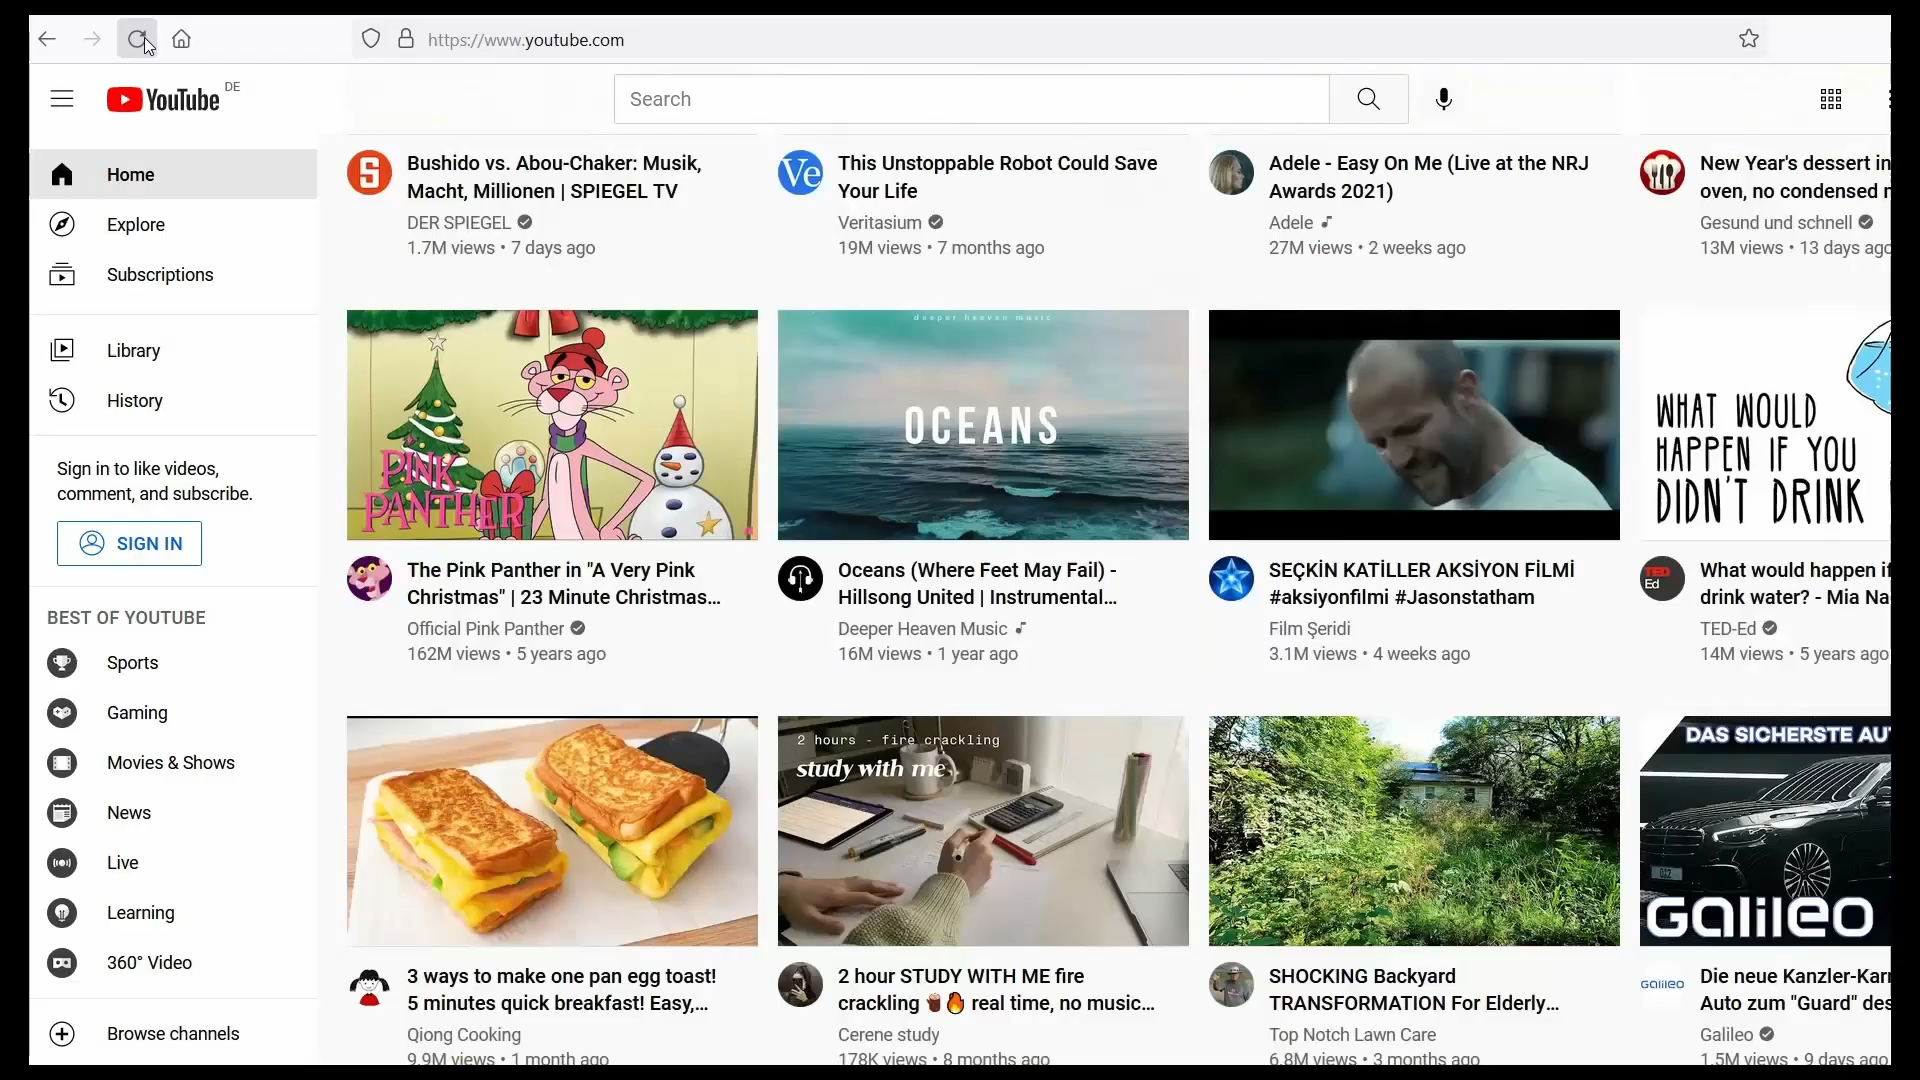 https://www.youtube.com
YouTube DE
Search
Home
Explore
Subscriptions
Library
History
Sign in to like videos,
comment, and subscribe.
SIGN IN
BEST OF YOUTUBE
Sports
Gaming
Movies & Shows
News
Live
Learning
360° Video
Browse channels
Bushido vs. Abou-Chaker: Musik,
Macht, Millionen | SPIEGEL TV
DER SPIEGEL
1.7M views • 7 days ago
Ve
This Unstoppable Robot Could Save
Your Life
Veritasium
19M views • 7 months ago
Adele - Easy On Me (Live at the NRJ
Awards 2021)
Adele
27M views • 2 weeks ago
New Year's dessert in
oven, no condensed
Gesund und schnell
13M views • 13 days ago
PINK
PANTHER
The Pink Panther in "A Very Pink
Christmas" | 23 Minute Christmas...
Official Pink Panther
162M views • 5 years ago
deeper heaven music
OCEANS
Oceans (Where Feet May Fail) -
Hillsong United | Instrumental...
Deeper Heaven Music
16M views • 1 year ago
SEÇKİN KATİLLER AKSİYON FİLMİ
#aksiyonfilmi #Jasonstatham
Film Şeridi
3.1M views • 4 weeks ago
WHAT WOULD
HAPPEN IF YOU
DIDN'T DRINK
TED
Ed
What would happen if
drink water? - Mia Na
TED-Ed
14M views • 5 years ago
3 ways to make one pan egg toast!
5 minutes quick breakfast! Easy,...
Qiong Cooking
9.9M views • 1 month ago
2 hours - fire crackling
study with me
2 hour STUDY WITH ME fire
crackling 🪵🔥 real time, no music...
Cerene study
178K views • 8 months ago
SHOCKING Backyard
TRANSFORMATION For Elderly...
Top Notch Lawn Care
6.8M views • 3 months ago
DAS SICHERSTE AUT
Galileo
GALILEO
Die neue Kanzler-Karr
Auto zum "Guard" des
Galileo
1.5M views • 9 days ago